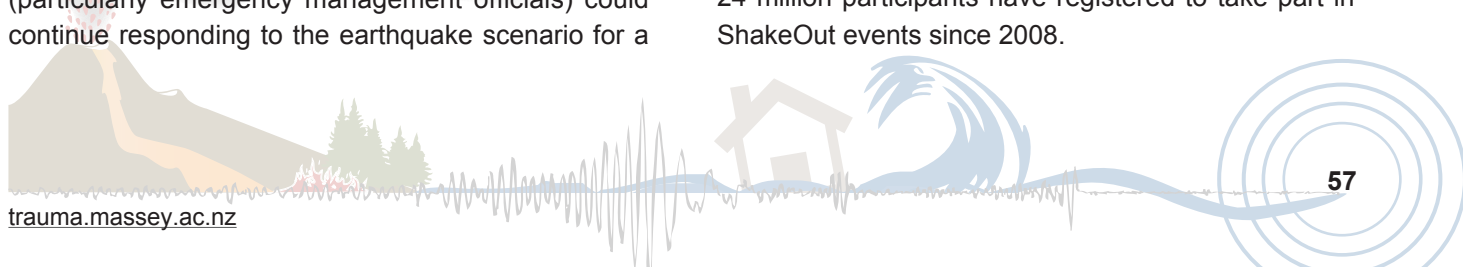 (particularly emergency management officials) could
continue responding to the earthquake scenario for a
24 million participants have registered to take part in
ShakeOut events since 2008.
57
trauma.massey.ac.nz